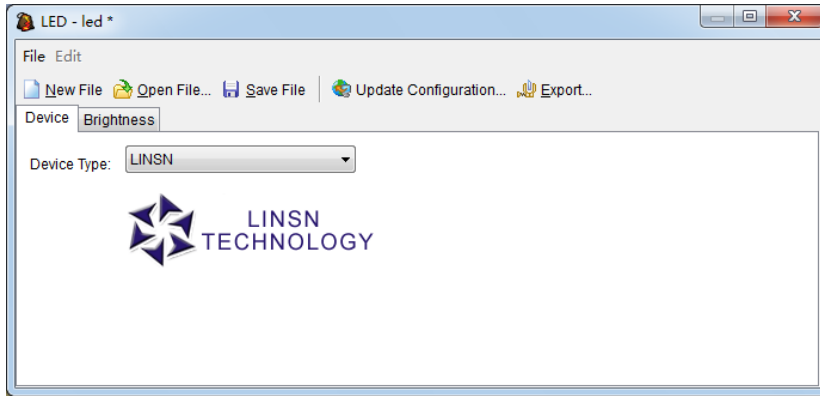 LED - led *
File Edit
New File Open File... Save File Update Configuration... Export...
Device Brightness
Device Type: LINSN
LINSN
TECHNOLOGY